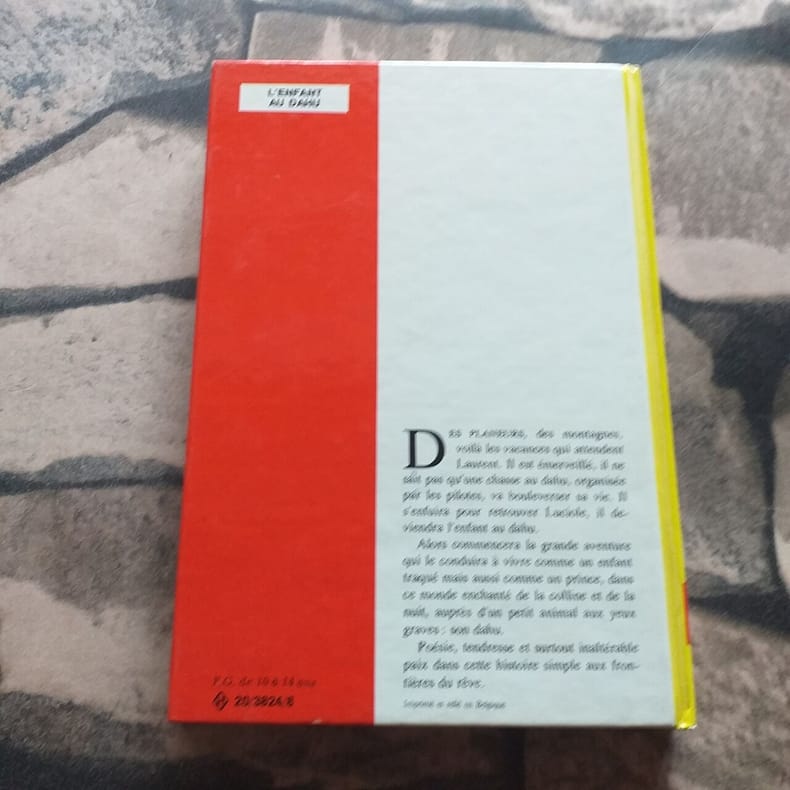 L'ENFANT
AU DAHU
DES PLANEURS, des montagnes,
voilà les vacances qui attendent
Laurent. Il est émerveillé, il ne
sait pas qu'une chasse au dahu, organisée
par les pilotes, va bouleverser sa vie. Il
s'enfuira pour retrouver Luciole, il de-
viendra l'enfant au dahu.
Alors commencera la grande aventure
qui le conduira à vivre comme un enfant
traqué mais aussi comme un prince, dans
ce monde enchanté de la colline et de la
nuit, auprès d'un petit animal aux yeux
graves : son dahu.
Poésie, tendresse et surtout inaltérable
paix dans cette histoire simple aux fron-
tières du rêve.
F.G. de 10 à 14 ans
20/3824/8
Imprimé et relié en Belgique